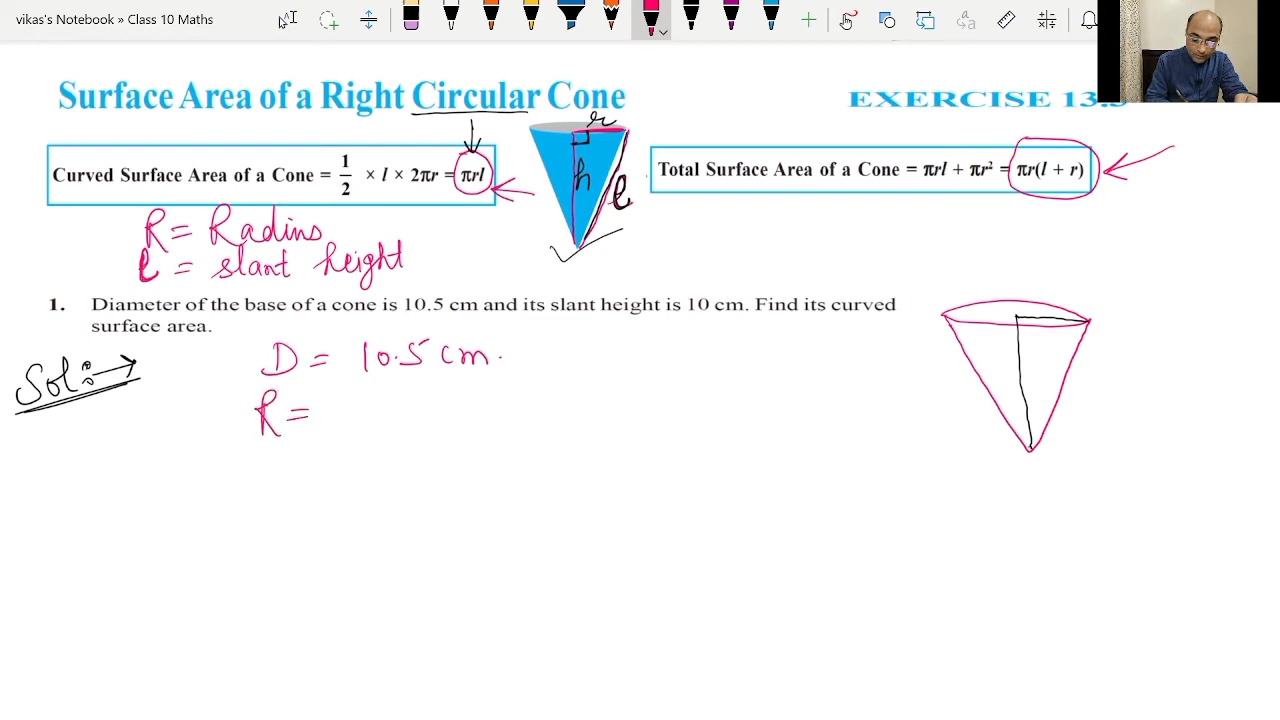 vikas's Notebook » Class 10 Maths
Surface Area of a Right Circular Cone
EXERCISE 13.
Curved Surface Area of a Cone = 1/2 × l × 2πr = πrl
r
h
l
Total Surface Area of a Cone = πrl + πr² = πr(l + r)
R = Radius
l = slant height
1. Diameter of the base of a cone is 10.5 cm and its slant height is 10 cm. Find its curved
surface area.
Sol:→
D = 10.5 cm.
R =